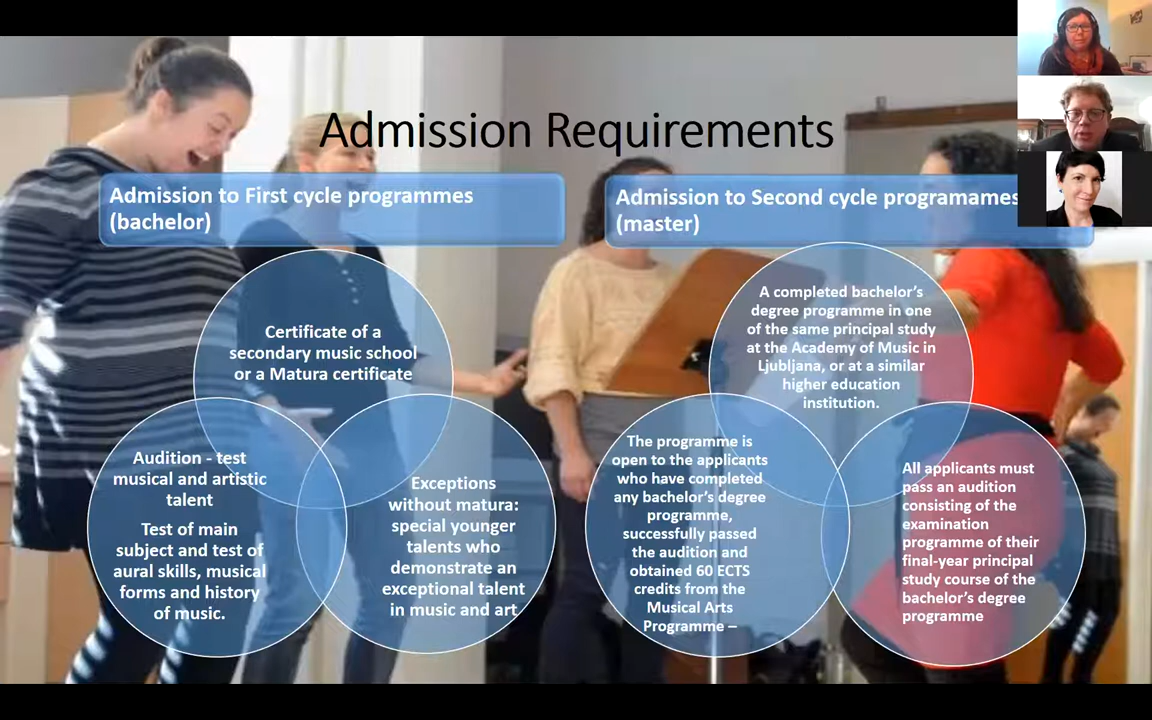 Admission Requirements
Admission to First cycle programmes
(bachelor)
Certificate of a
secondary music school
or a Matura certificate
Audition - test
musical and artistic
talent
Test of main
subject and test of
aural skills, musical
forms and history
of music.
Exceptions
without matura:
special younger
talents who
demonstrate an
exceptional talent
in music and art
Admission to Second cycle programames
(master)
A completed bachelor's
degree programme in one
of the same principal study
at the Academy of Music in
Ljubljana, or at a similar
higher education
institution.
The programme is
open to the applicants
who have completed
any bachelor's degree
programme,
successfully passed
the audition and
obtained 60 ECTS
credits from the
Musical Arts
Programme –
All applicants must
pass an audition
consisting of the
examination
programme of their
final-year principal
study course of the
bachelor's degree
programme